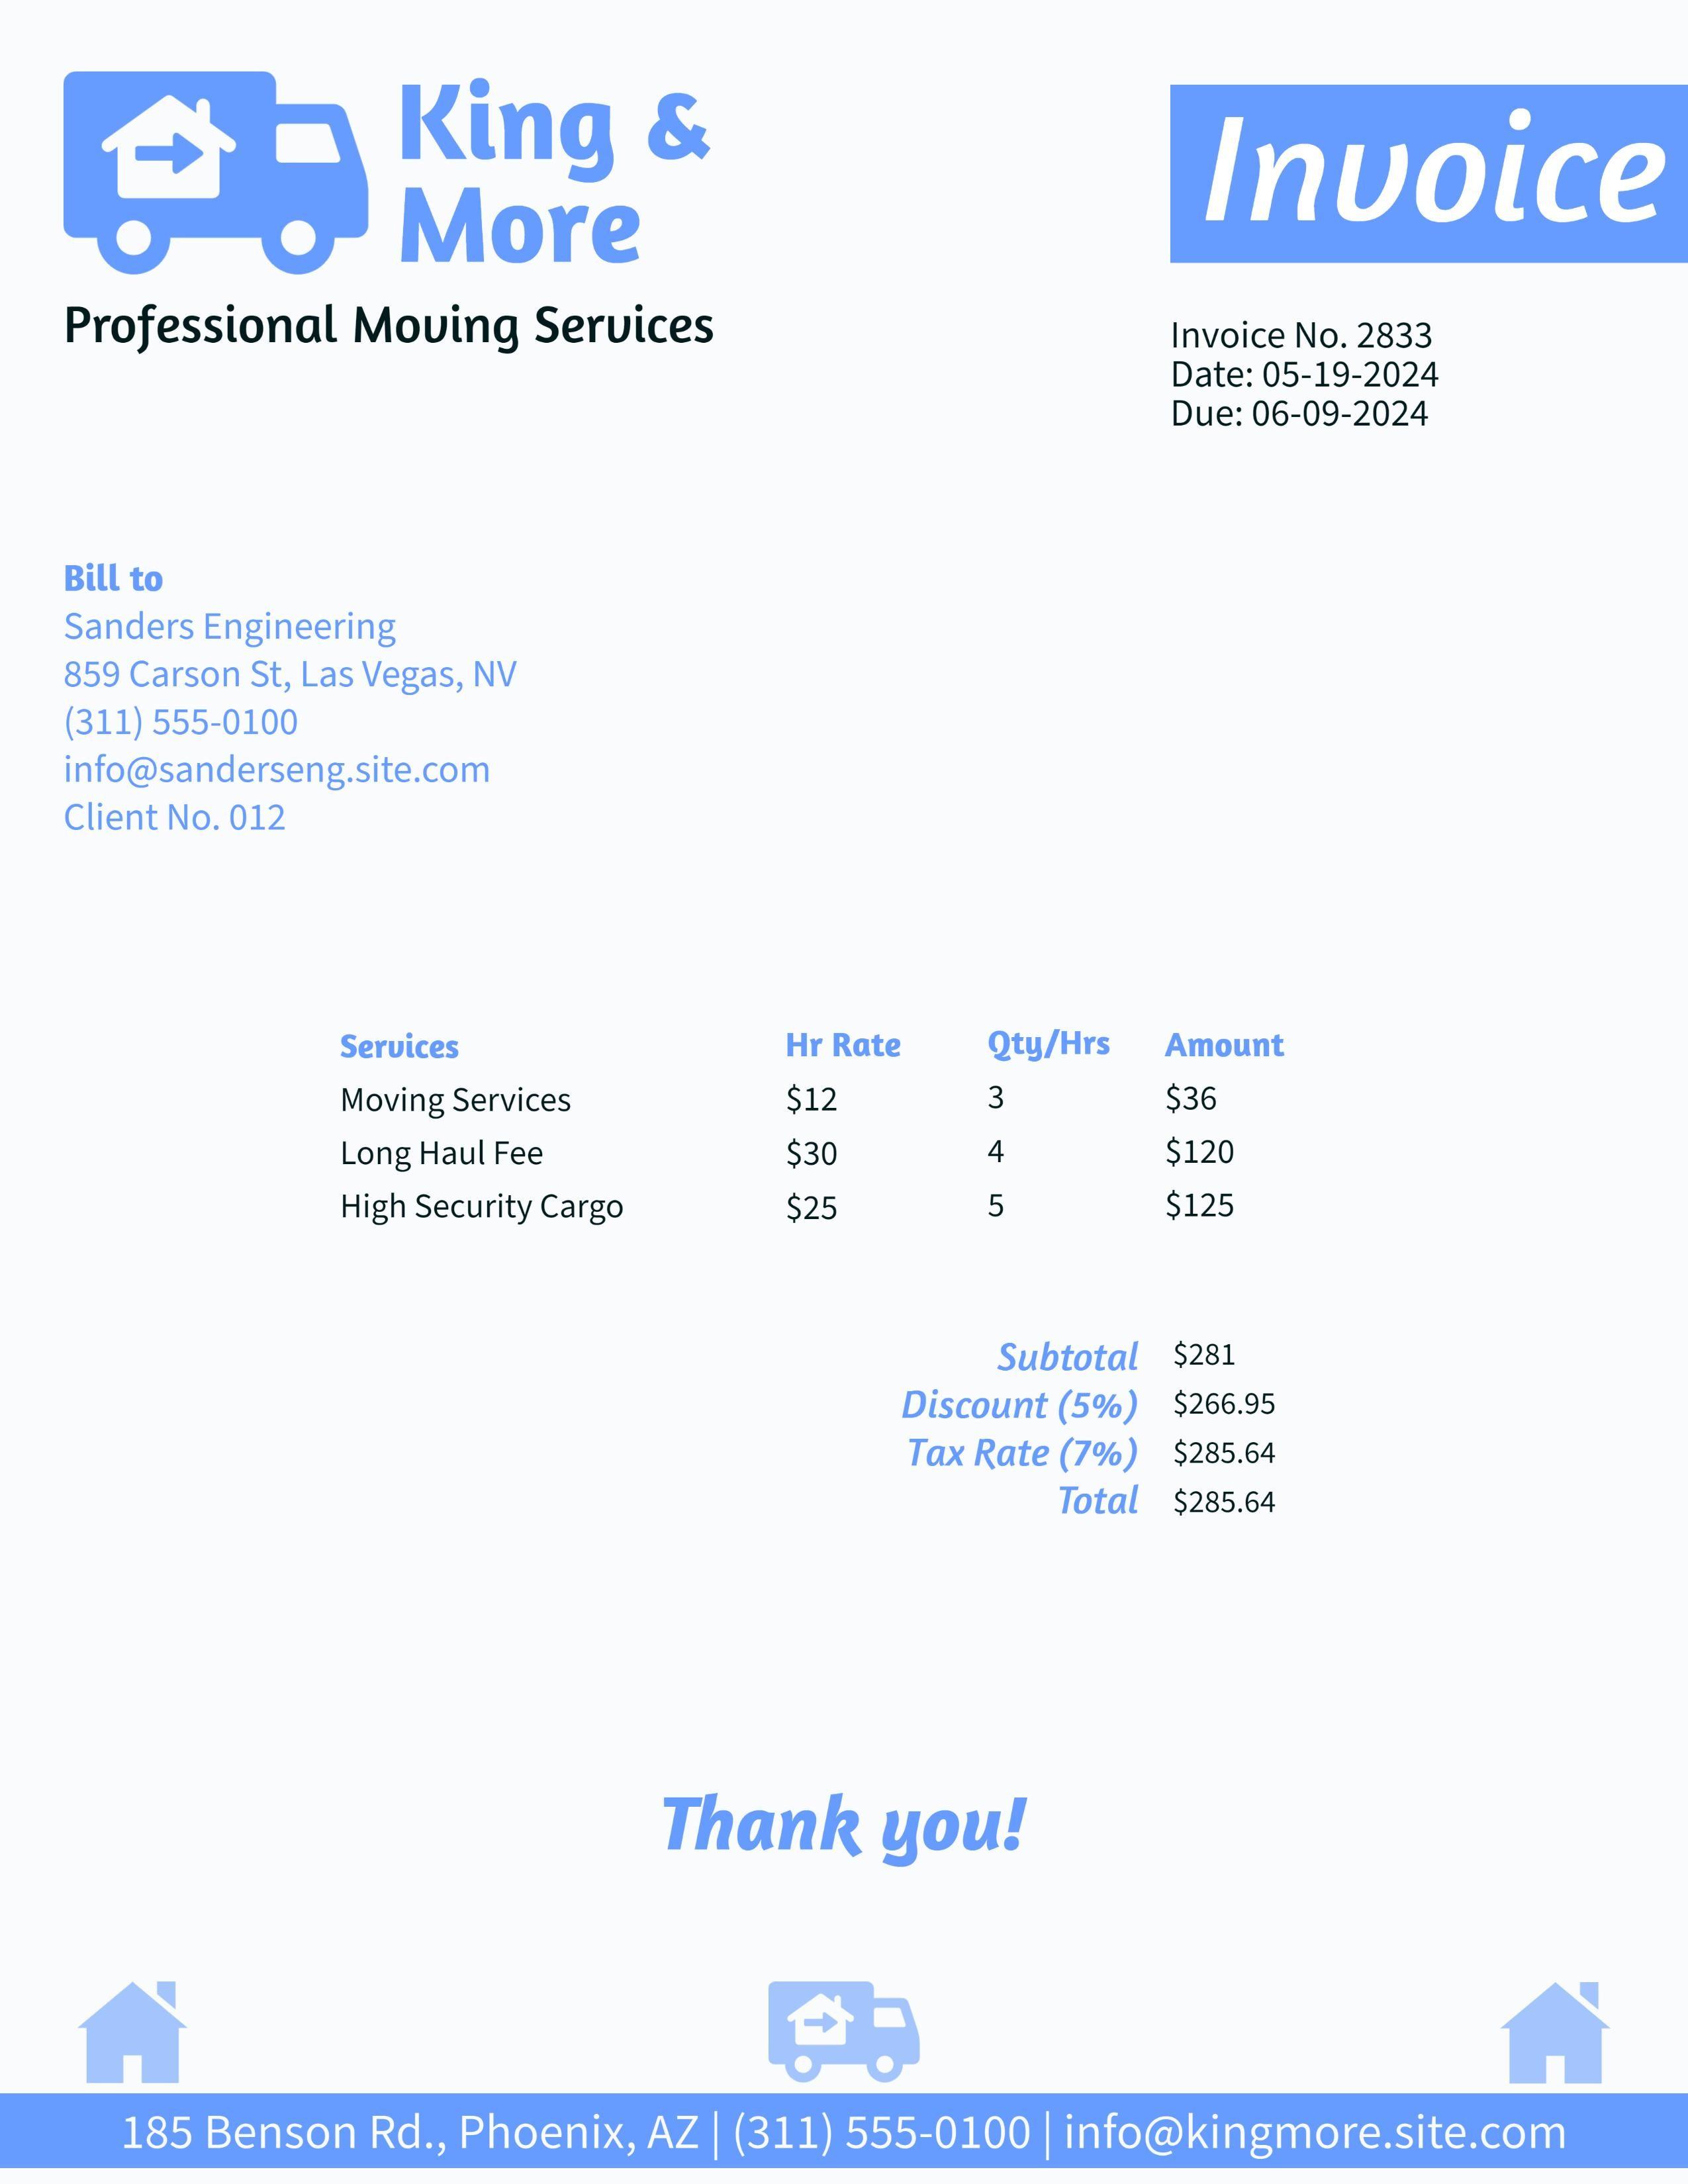 King &
More
Professional Moving Services
Invoice
Invoice No. 2833
Date: 05-19-2024
Due: 06-09-2024
Bill to
Sanders Engineering
859 Carson St, Las Vegas, NV
(311) 555-0100
info@sanderseng.site.com
Client No. 012
Services Hr Rate Qty/Hrs Amount
Moving Services $12 3 $36
Long Haul Fee $30 4 $120
High Security Cargo $25 5 $125
Subtotal $281
Discount (5%) $266.95
Tax Rate (7%) $285.64
Total $285.64
Thank you!
185 Benson Rd., Phoenix, AZ | (311) 555-0100 | info@kingmore.site.com